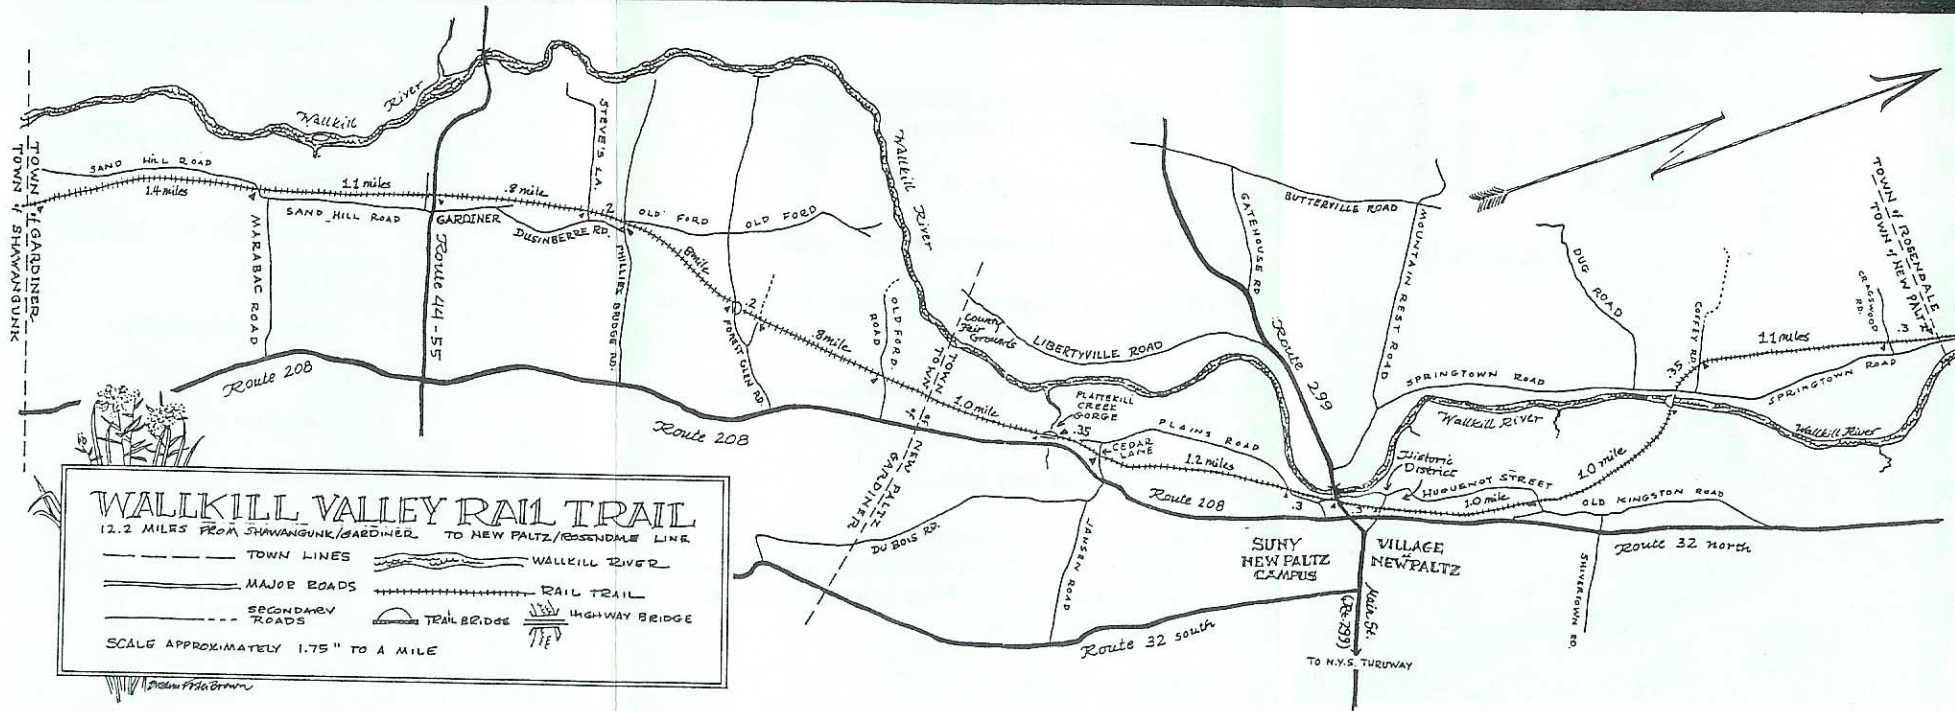 Wallkill
River
TOWN of GARDINER
TOWN of SHAWANGUNK
SAND HILL ROAD
1.4 miles
1.1 miles
SAND HILL ROAD
MARABAC ROAD
GARDINER
Route 44-55
.8 mile
STEVE'S LA.
.2
DUSINBERRE RD.
OLD FORD
OLD FORD
PHILLIES BRIDGE RD.
.8 mile
.2
FOREST GLEN RD.
.8 mile
OLD FORD
ROAD
Wallkill River
Route 208
Route 208
TOWN of NEW PALTZ
TOWN of GARDINER
1.0 mile
County
Fair
Grounds
LIBERTYVILLE ROAD
PLATTEKILL
CREEK
GORGE
.35
CEDAR
LANE
PLAINS ROAD
1.2 miles
Route 208
DU BOIS RD.
JANSEN ROAD
Route 32 south
GATEHOUSE RD
BUTTERVILLE ROAD
MOUNTAIN REST ROAD
Route 299
.3
.3
SUNY
NEW PALTZ
CAMPUS
VILLAGE
of
NEW PALTZ
Main St.
(Rte. 299)
TO N.Y.S. THRUWAY
SPRINGTOWN ROAD
Wallkill River
Historic
District
HUGUENOT STREET
1.0 mile
OLD KINGSTON ROAD
Route 32 north
SHIVERTOWN RD.
1.0 mile
DUG ROAD
COFFEY RD.
.35
1.1 miles
CRAGSWOOD
RD.
.3
SPRINGTOWN ROAD
Wallkill River
TOWN of ROSENDALE
TOWN of NEW PALTZ
WALLKILL VALLEY RAIL TRAIL
12.2 MILES FROM SHAWANGUNK/GARDINER TO NEW PALTZ/ROSENDALE LINE
TOWN LINES
WALLKILL RIVER
MAJOR ROADS
RAIL TRAIL
SECONDARY
ROADS
TRAIL BRIDGE
HIGHWAY BRIDGE
SCALE APPROXIMATELY 1.75" TO A MILE